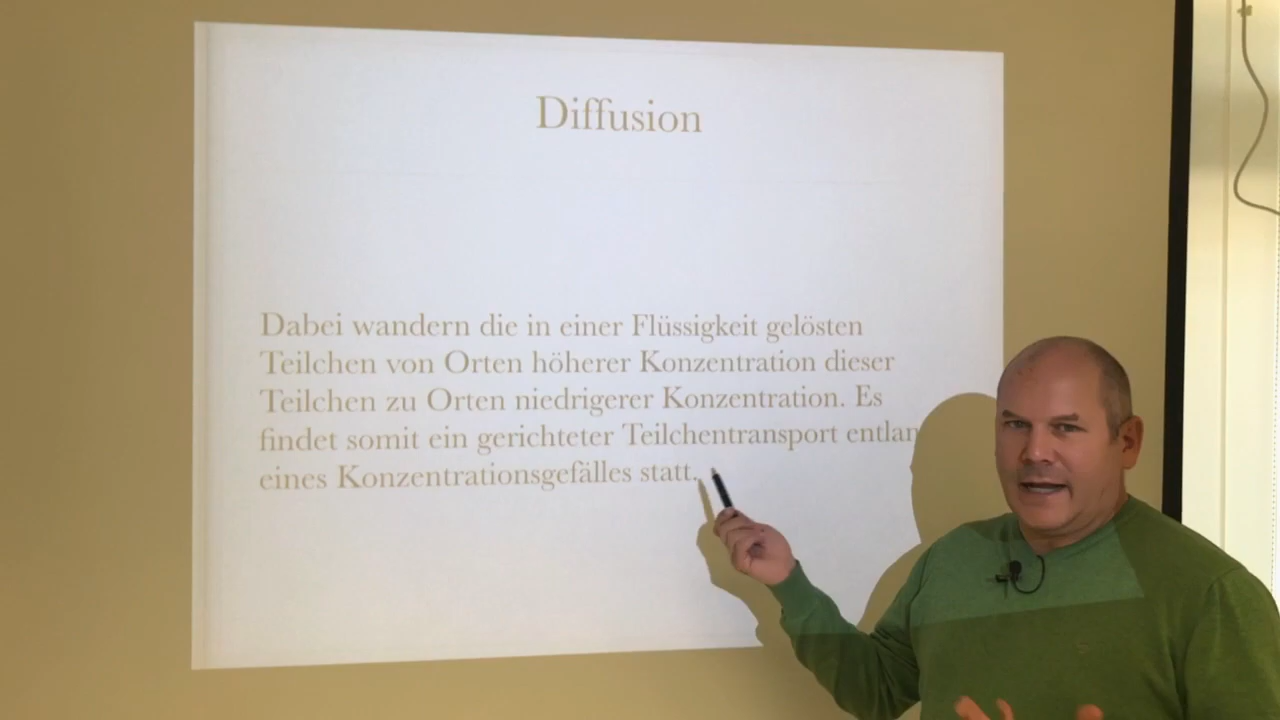 Diffusion
Dabei wandern die in einer Flüssigkeit gelösten
Teilchen von Orten höherer Konzentration dieser
Teilchen zu Orten niedrigerer Konzentration. Es
findet somit ein gerichteter Teilchentransport entlan
eines Konzentrationsgefälles statt.